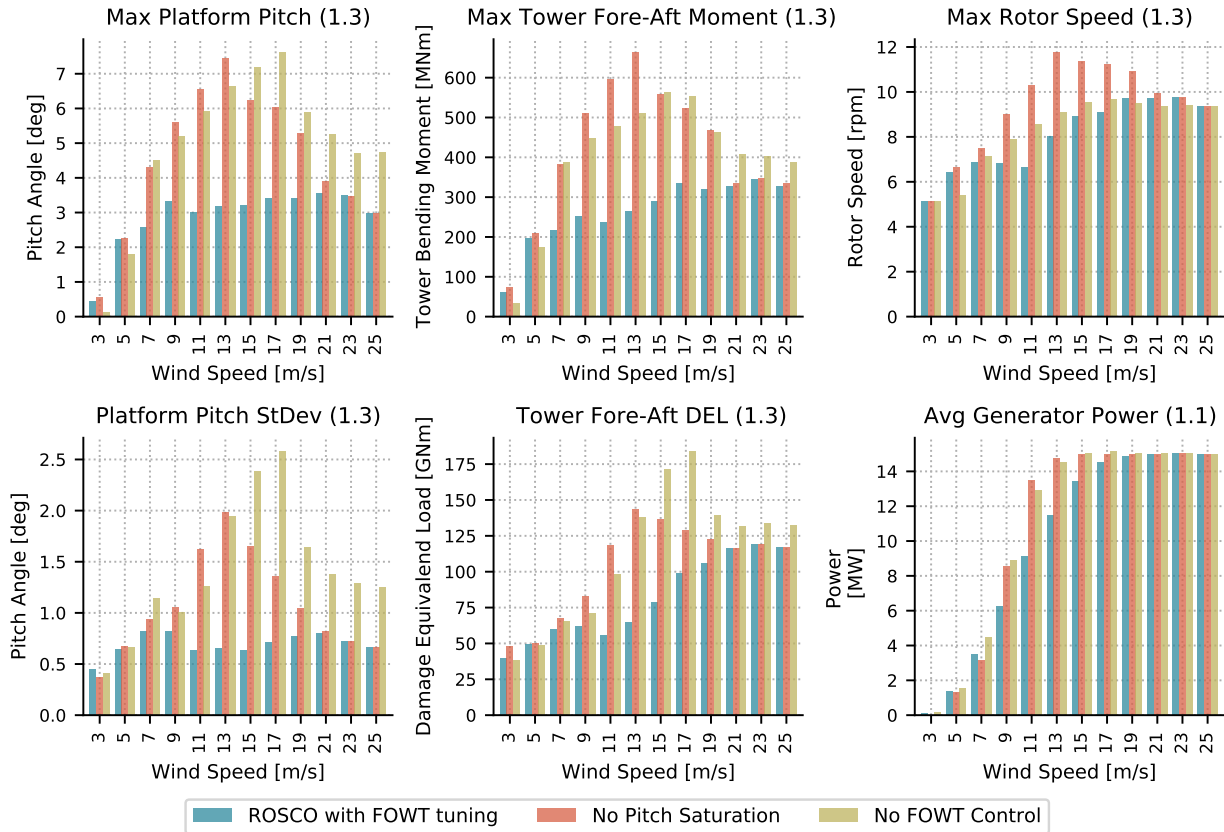 Max Platform Pitch (1.3)
Pitch Angle [deg]
7
6
5
4
3
2
1
0
3 5 7 9 11 13 15 17 19 21 23 25
Wind Speed [m/s]
Max Tower Fore-Aft Moment (1.3)
Tower Bending Moment [MNm]
600
500
400
300
200
100
0
3 5 7 9 11 13 15 17 19 21 23 25
Wind Speed [m/s]
Max Rotor Speed (1.3)
Rotor Speed [rpm]
12
10
8
6
4
2
0
3 5 7 9 11 13 15 17 19 21 23 25
Wind Speed [m/s]
Platform Pitch StDev (1.3)
Pitch Angle [deg]
2.5
2.0
1.5
1.0
0.5
0.0
3 5 7 9 11 13 15 17 19 21 23 25
Wind Speed [m/s]
Tower Fore-Aft DEL (1.3)
Damage Equivalend Load [GNm]
175
150
125
100
75
50
25
0
3 5 7 9 11 13 15 17 19 21 23 25
Wind Speed [m/s]
Avg Generator Power (1.1)
Power
[MW]
14
12
10
8
6
4
2
0
3 5 7 9 11 13 15 17 19 21 23 25
Wind Speed [m/s]
ROSCO with FOWT tuning
No Pitch Saturation
No FOWT Control